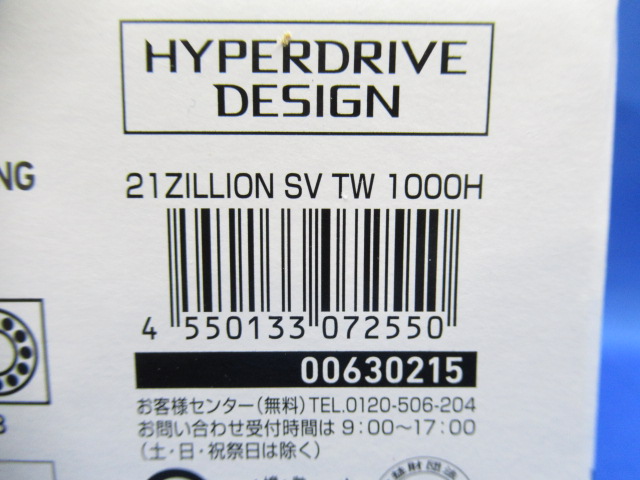 HYPERDRIVE
DESIGN
NG
21ZILLION SV TW 1000H
4 550133 072550
00630215
お客様センター(無料)TEL.0120-506-204
お問い合わせ受付時間は 9:00~17:00
(土・日・祝祭日は除く)